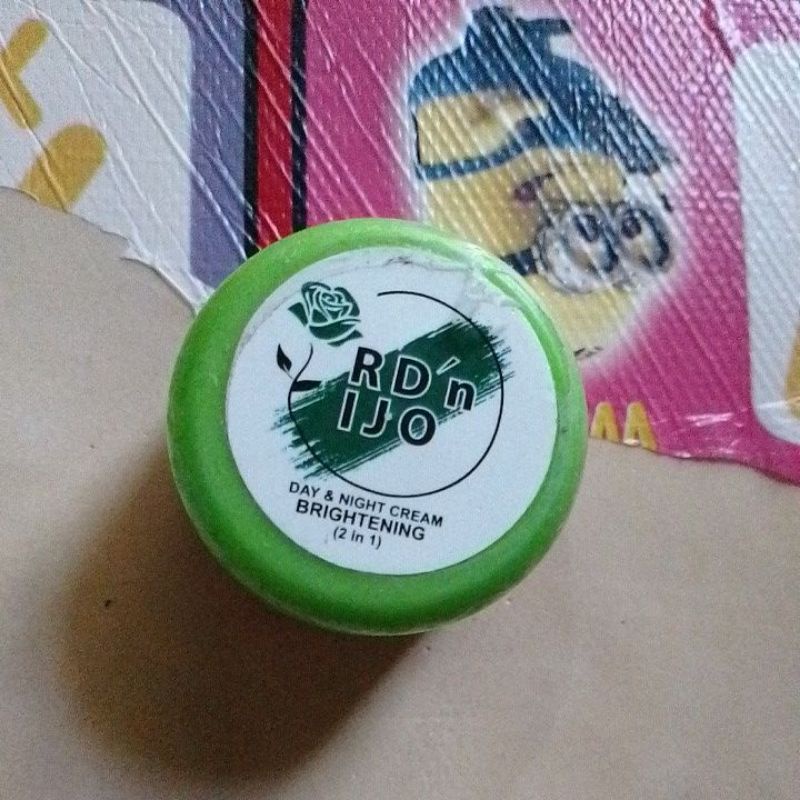 RD'n
IJO
DAY & NIGHT CREAM
BRIGHTENING
(2 in 1)